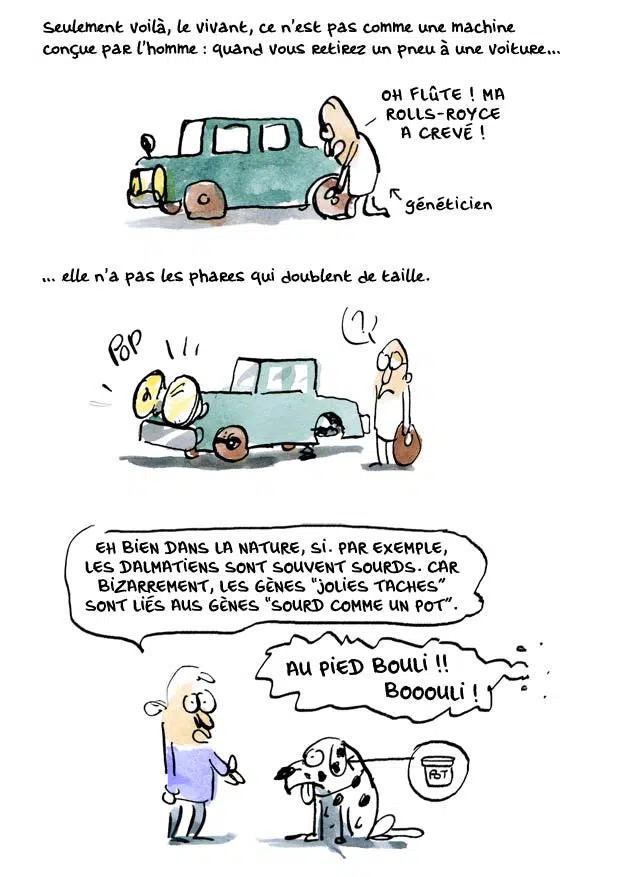 Seulement voilà, le vivant, ce n'est pas comme une machine
conçue par l'homme : quand vous retirez un pneu à une voiture...
OH FLÛTE ! MA
ROLLS-ROYCE
A CREVÉ !
généticien
... elle n'a pas les phares qui doublent de taille.
POP
?
EH BIEN DANS LA NATURE, SI. PAR EXEMPLE,
LES DALMATIENS SONT SOUVENT SOURDS. CAR
BIZARREMENT, LES GÈNES "JOLIES TACHES"
SONT LIÉS AUS GÈNES "SOURD COMME UN POT".
AU PIED BOULI !!
BOOOULI !
POT